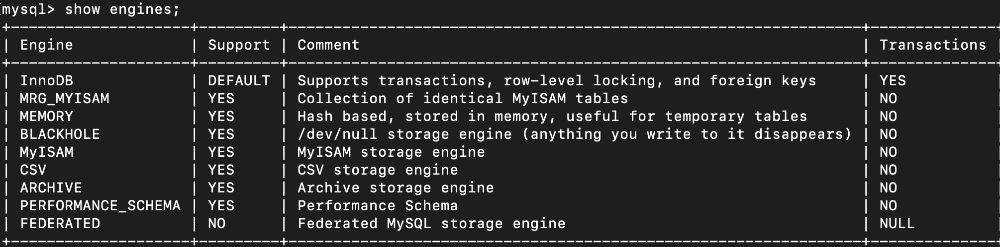 mysql> show engines;
+--------------------+---------+----------------------------------------------------------------+--------------
| Engine             | Support | Comment                                                        | Transactions
+--------------------+---------+----------------------------------------------------------------+--------------
| InnoDB             | DEFAULT | Supports transactions, row-level locking, and foreign keys     | YES
| MRG_MYISAM         | YES     | Collection of identical MyISAM tables                          | NO
| MEMORY             | YES     | Hash based, stored in memory, useful for temporary tables      | NO
| BLACKHOLE          | YES     | /dev/null storage engine (anything you write to it disappears) | NO
| MyISAM             | YES     | MyISAM storage engine                                          | NO
| CSV                | YES     | CSV storage engine                                             | NO
| ARCHIVE            | YES     | Archive storage engine                                         | NO
| PERFORMANCE_SCHEMA | YES     | Performance Schema                                             | NO
| FEDERATED          | NO      | Federated MySQL storage engine                                 | NULL
+--------------------+---------+----------------------------------------------------------------+--------------